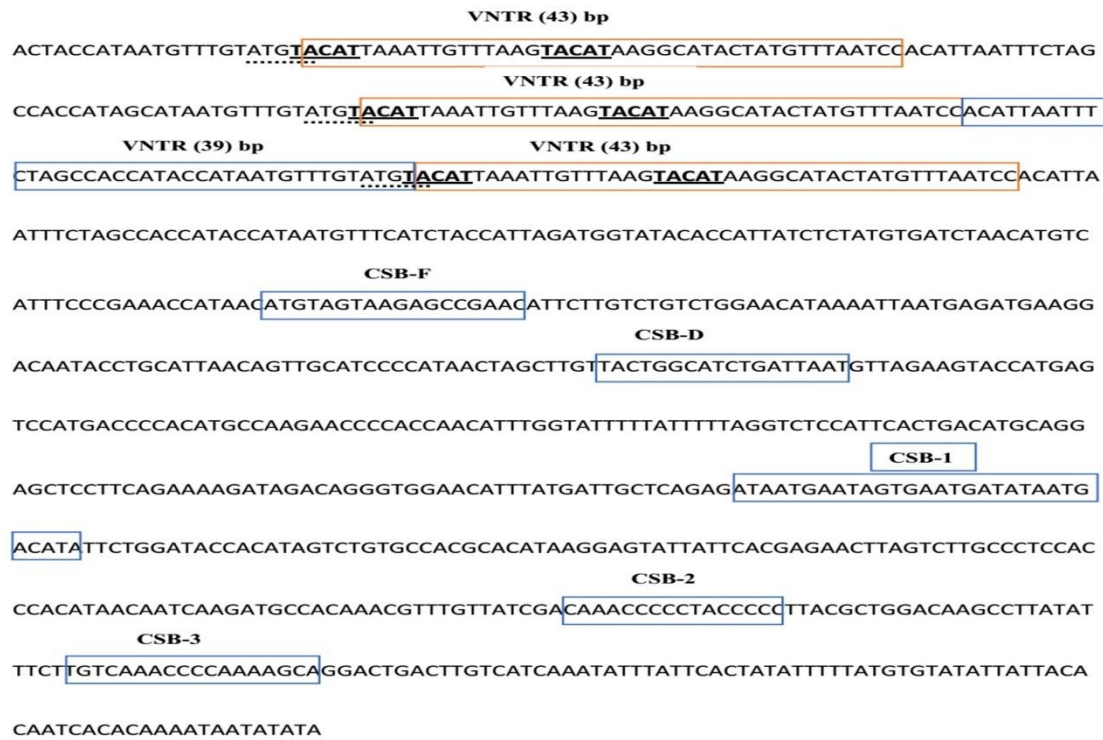 VNTR (43) bp
ACTACCATAATGTTTGTATGTACATTAAATTGTTTAAGTACATAAGGCATACTATGTTTAATCCACATTAATTTCTAG
VNTR (43) bp
CCACCATAGCATAATGTTTGTATGTACATTAAATTGTTTAAGTACATAAGGCATACTATGTTTAATCCACATTAATTT
VNTR (39) bp VNTR (43) bp
CTAGCCACCATACCATAATGTTTGTATGTACATTAAATTGTTTAAGTACATAAGGCATACTATGTTTAATCCACATTA
ATTTCTAGCCACCATACCATAATGTTTCATCTACCATTAGATGGTATACACCATTATCTCTATGTGATCTAACATGTC
CSB-F
ATTTCCCGAAACCATAACATGTAGTAAGAGCCGAACATTCTTGTCTGTCTGGAACATAAAATTAATGAGATGAAGG
CSB-D
ACAATACCTGCATTAACAGTTGCATCCCCATAACTAGCTTGTTACTGGCATCTGATTAATGTTAGAAGTACCATGAG
TCCATGACCCCACATGCCAAGAACCCCACCAACATTTGGTATTTTTATTTTTAGGTCTCCATTCACTGACATGCAGG
CSB-1
AGCTCCTTCAGAAAAGATAGACAGGGTGGAACATTTATGATTGCTCAGAGATAATGAATAGTGAATGATATAATG
ACATATTCTGGATACCACATAGTCTGTGCCACGCACATAAGGAGTATTATTCACGAGAACTTAGTCTTGCCCTCCAC
CSB-2
CCACATAACAATCAAGATGCCACAAACGTTTGTTATCGACAAACCCCCTACCCCCTTACGCTGGACAAGCCTTATAT
CSB-3
TTCTTGTCAAACCCCAAAAGCAGGACTGACTTGTCATCAAATATTTATTCACTATATTTTTATGTGTATATTATTACA
CAATCACACAAAATAATATATA